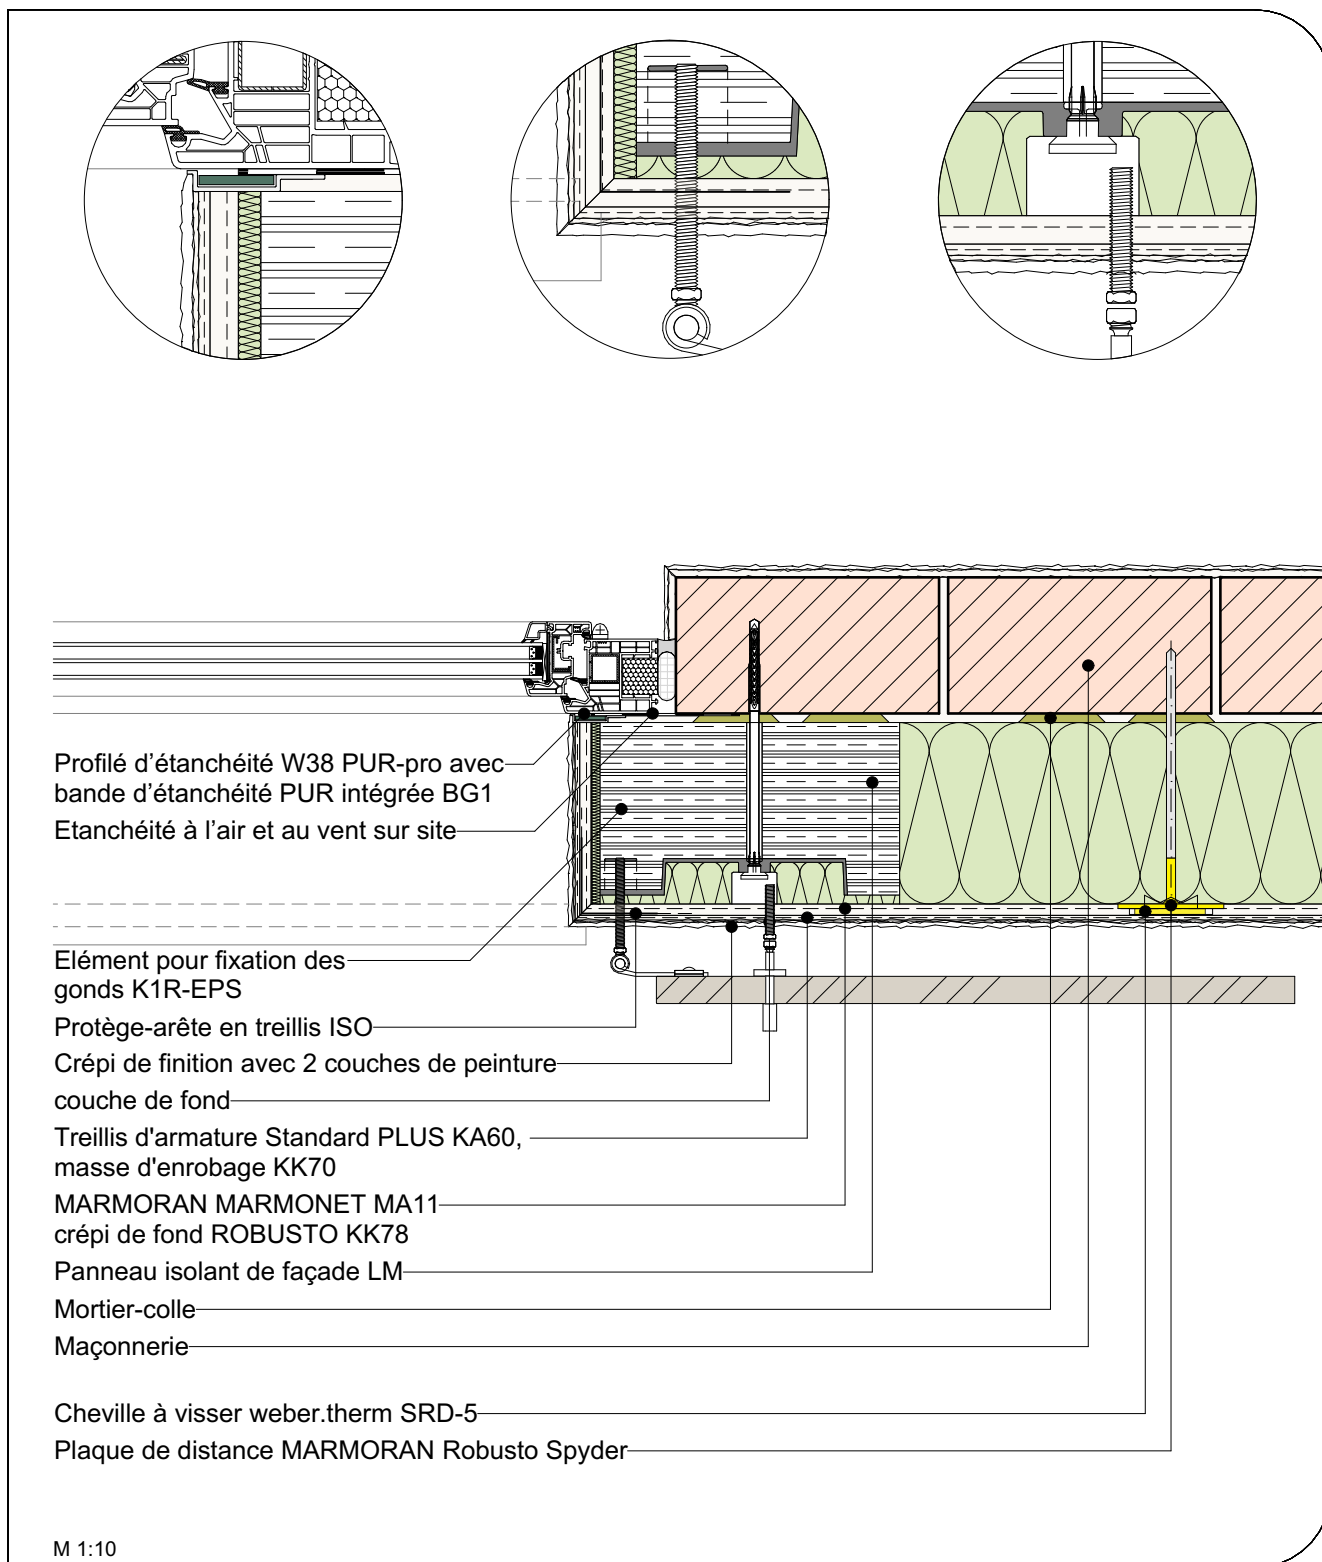 Profilé d’étanchéité W38 PUR-pro avec
bande d’étanchéité PUR intégrée BG1
Etanchéité à l’air et au vent sur site
Elément pour fixation des
gonds K1R-EPS
Protège-arête en treillis ISO
Crépi de finition avec 2 couches de peinture
couche de fond
Treillis d'armature Standard PLUS KA60,
masse d'enrobage KK70
MARMORAN MARMONET MA11
crépi de fond ROBUSTO KK78
Panneau isolant de façade LM
Mortier-colle
Maçonnerie
Cheville à visser weber.therm SRD-5
Plaque de distance MARMORAN Robusto Spyder
M 1:10